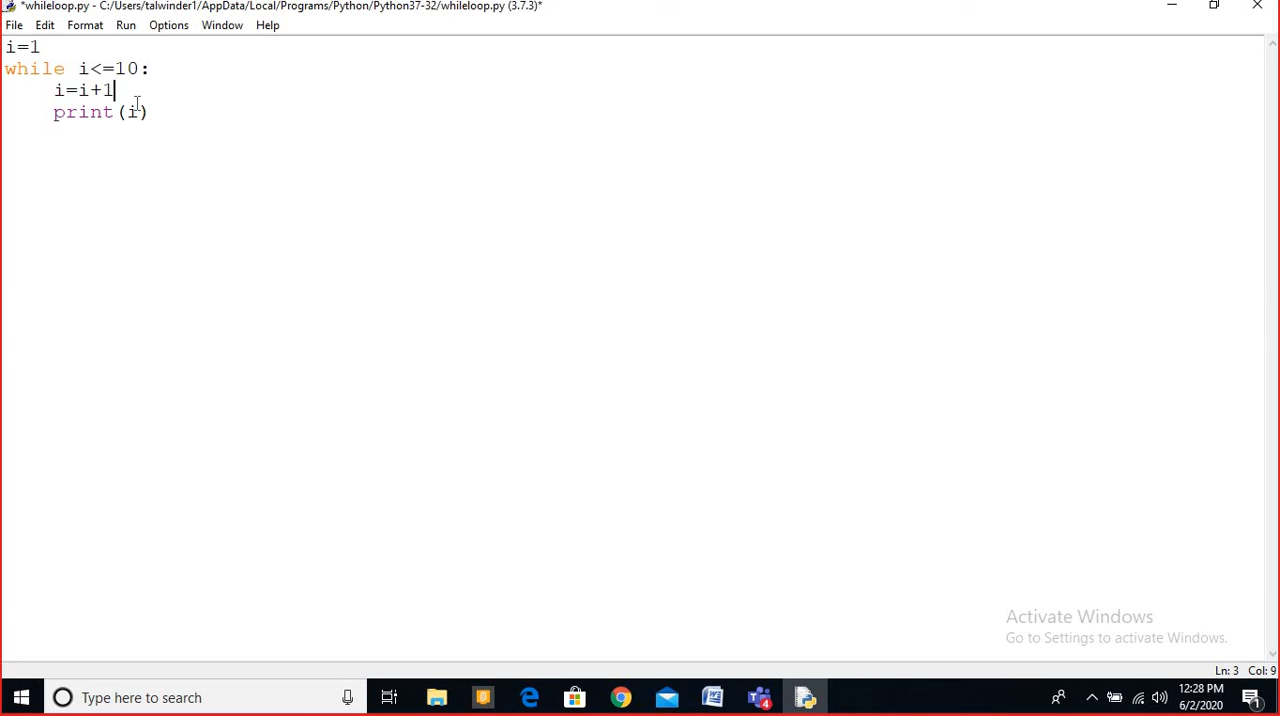 *whileloop.py - C:/Users/talwinder1/AppData/Local/Programs/Python/Python37-32/whileloop.py (3.7.3)*
File Edit Format Run Options Window Help
i=1
while i<=10:
    i=i+1
    print(i)
Activate Windows
Go to Settings to activate Windows.
Ln: 3 Col: 9
Type here to search
4
12:28 PM
6/2/2020
1